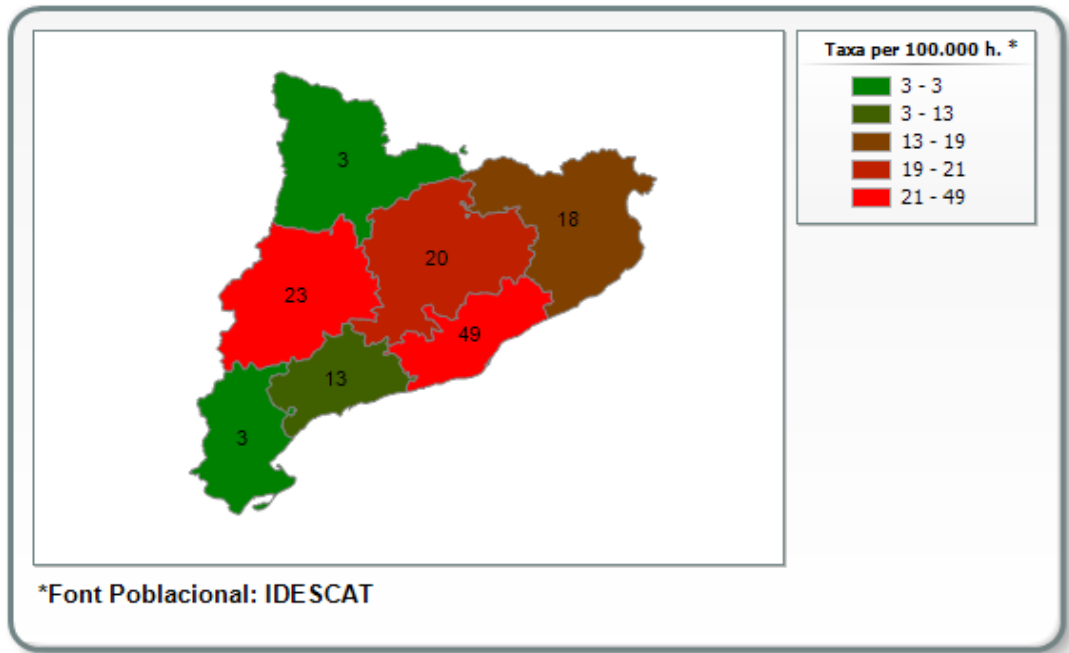 Taxa per 100.000 h. *
3 - 3
3 - 13
13 - 19
19 - 21
21 - 49
3
18
20
23
49
13
3
*Font Poblacional: IDESCAT